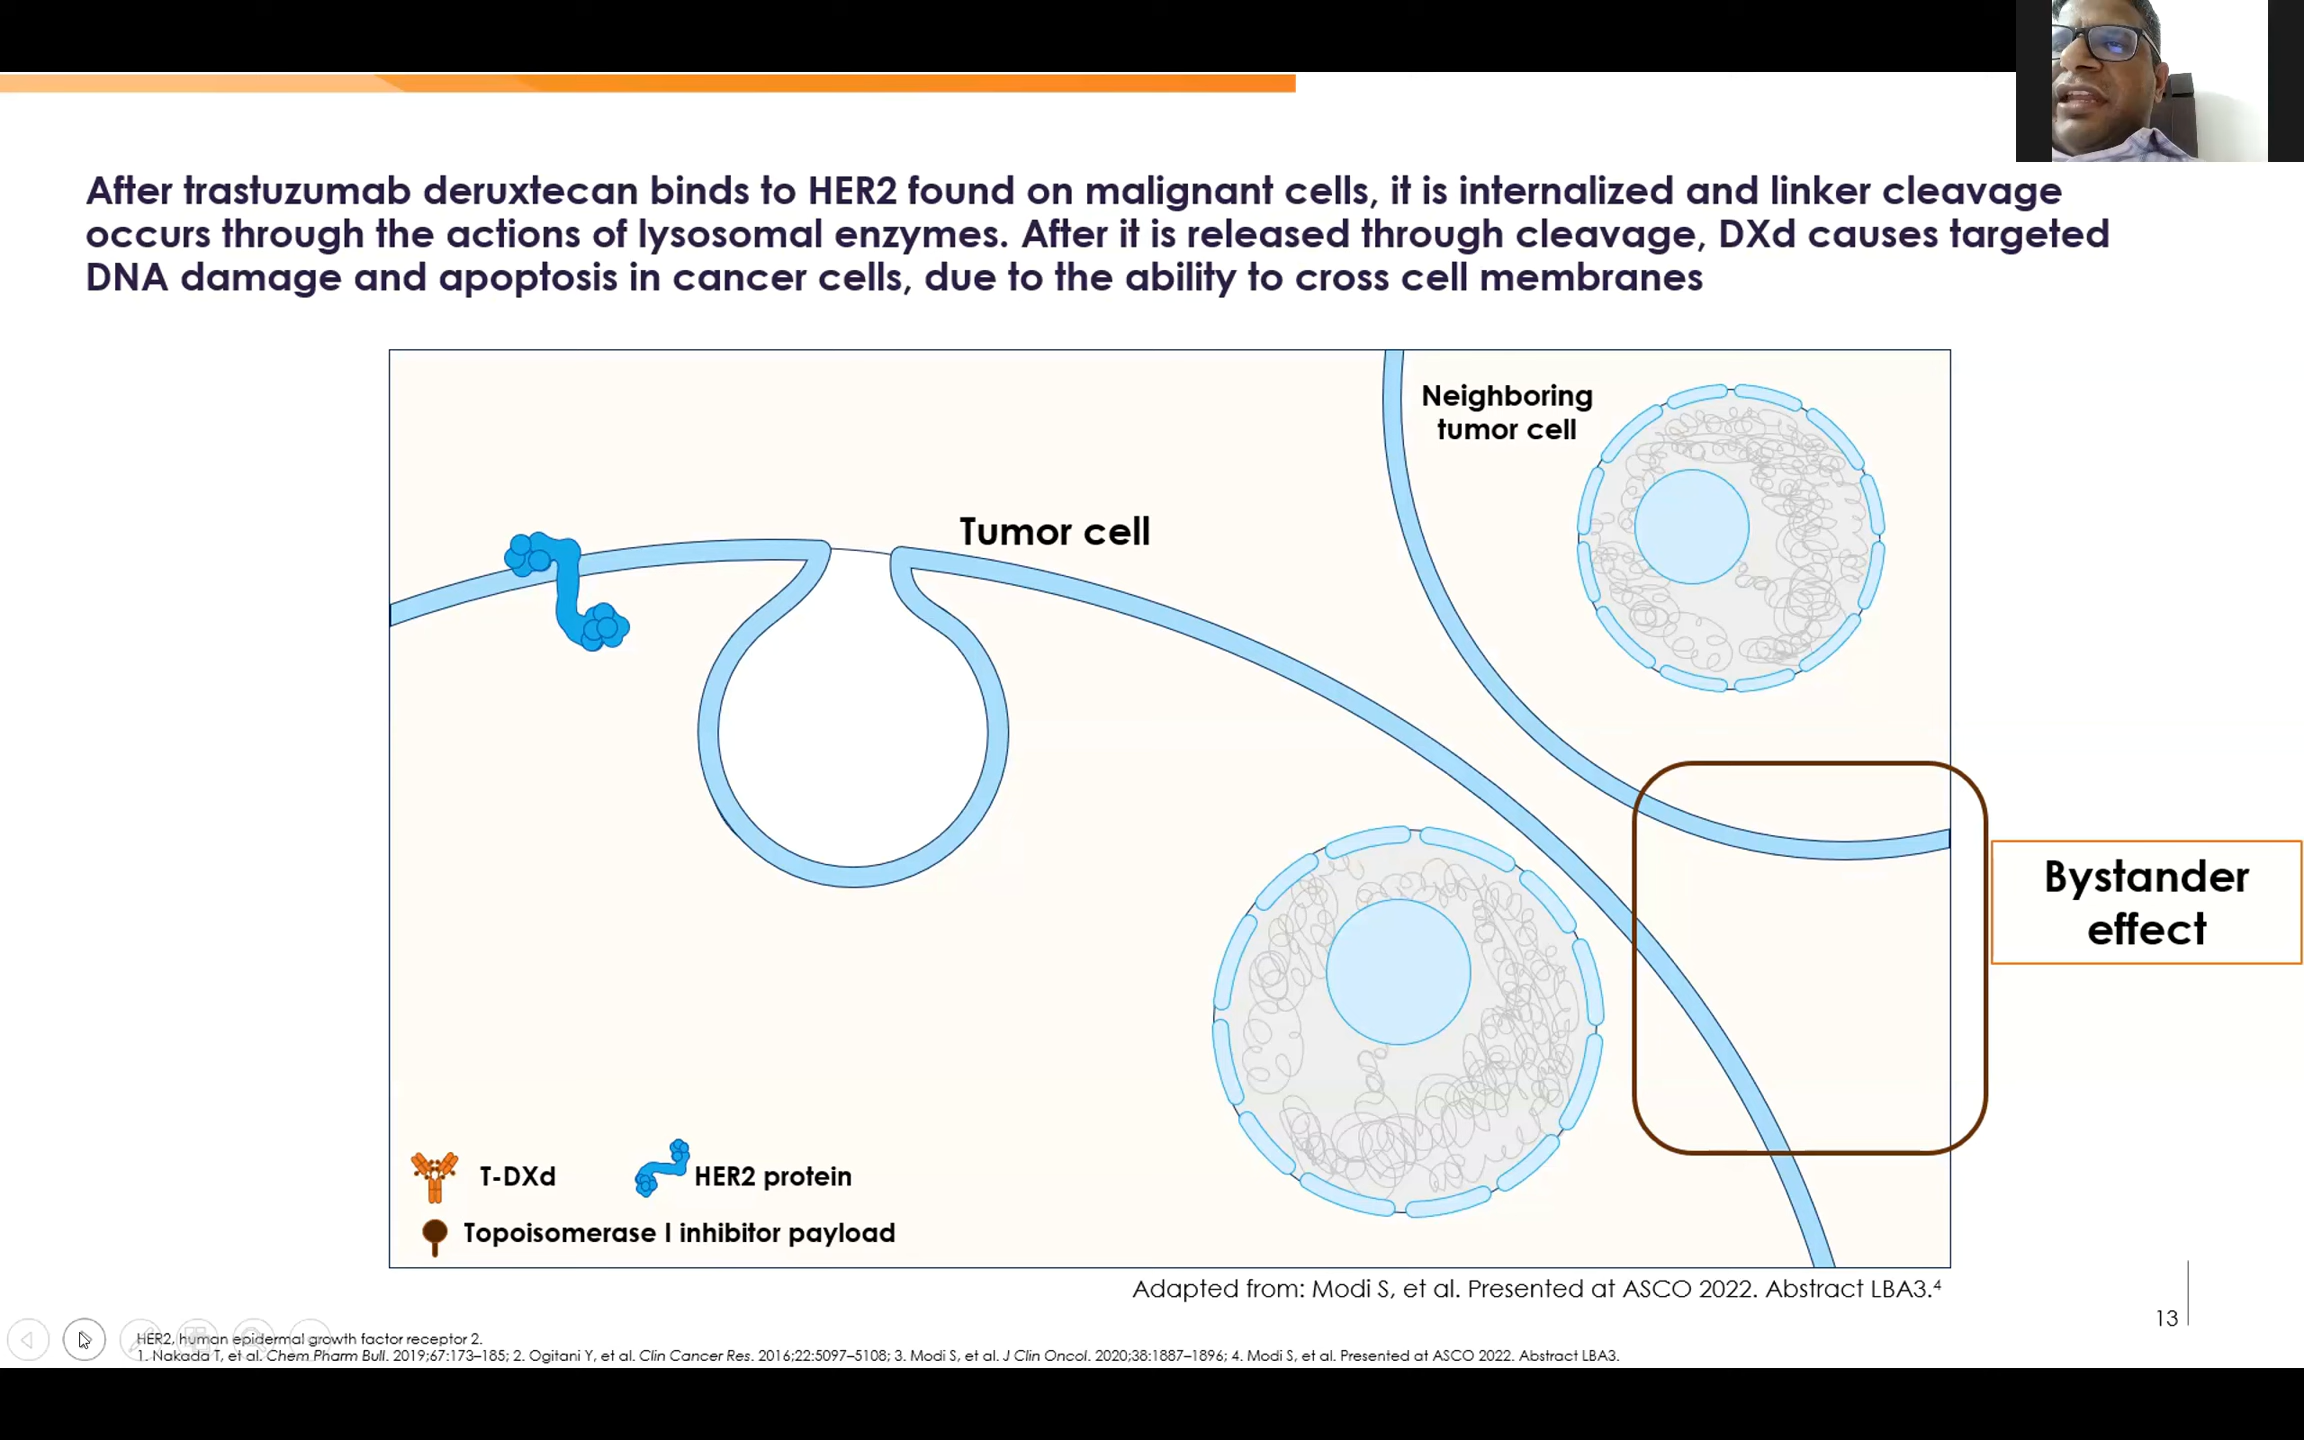 After trastuzumab deruxtecan binds to HER2 found on malignant cells, it is internalized and linker cleavage
occurs through the actions of lysosomal enzymes. After it is released through cleavage, DXd causes targeted
DNA damage and apoptosis in cancer cells, due to the ability to cross cell membranes
Neighboring
tumor cell
Tumor cell
Bystander
effect
T-DXd
HER2 protein
Topoisomerase I inhibitor payload
Adapted from: Modi S, et al. Presented at ASCO 2022. Abstract LBA3.⁴
13
HER2, human epidermal growth factor receptor 2.
1. Nakada T, et al. Chem Pharm Bull. 2019;67:173–185; 2. Ogitani Y, et al. Clin Cancer Res. 2016;22:5097–5108; 3. Modi S, et al. J Clin Oncol. 2020;38:1887–1896; 4. Modi S, et al. Presented at ASCO 2022. Abstract LBA3.